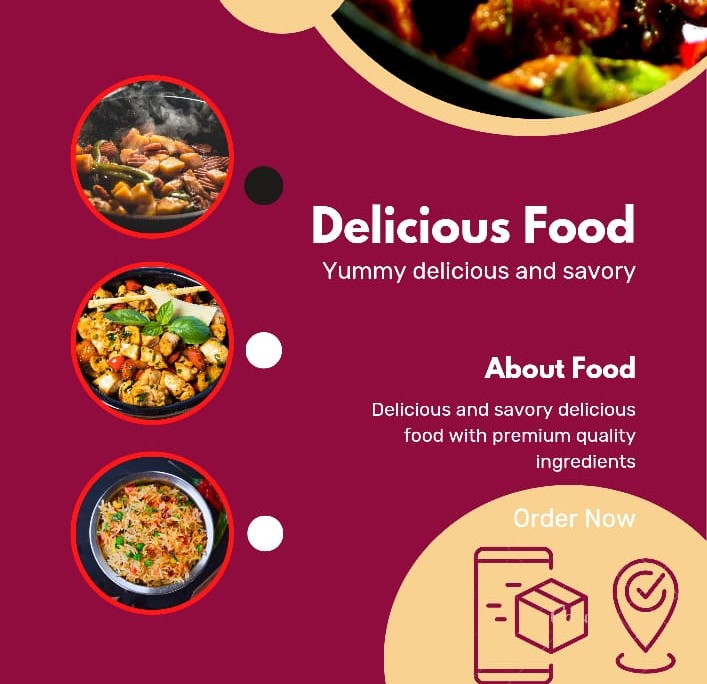 Delicious Food
Yummy delicious and savory
About Food
Delicious and savory delicious
food with premium quality
ingredients
Order Now